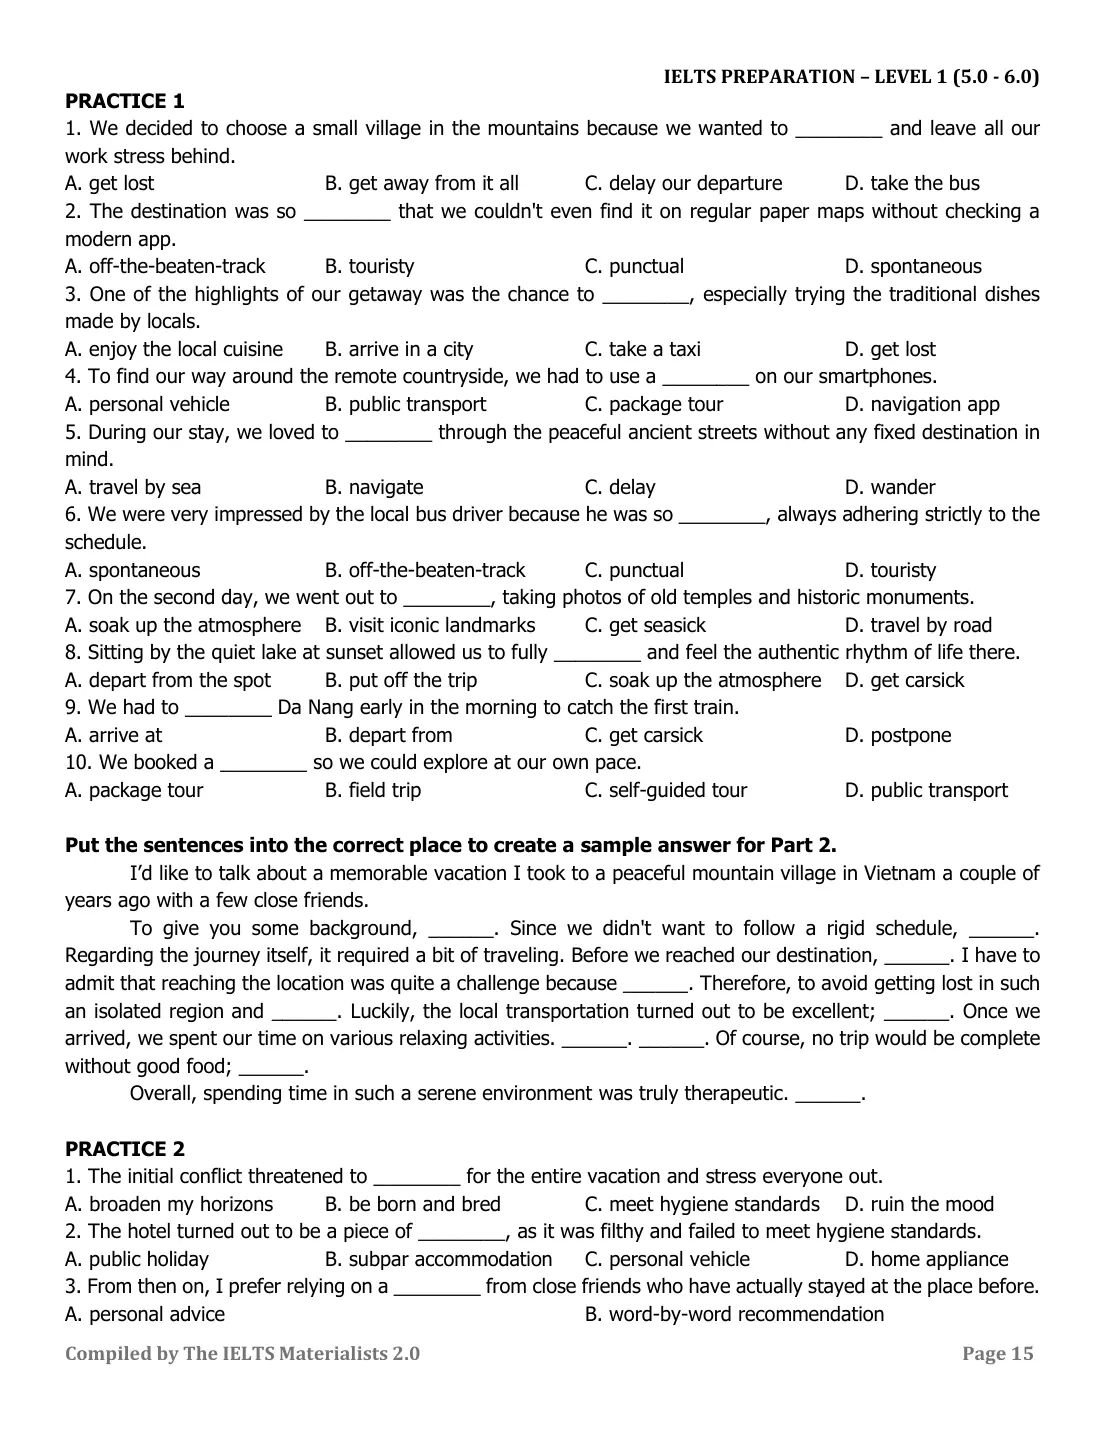 IELTS PREPARATION – LEVEL 1 (5.0 - 6.0)
PRACTICE 1
1. We decided to choose a small village in the mountains because we wanted to ________ and leave all our
work stress behind.
A. get lost B. get away from it all C. delay our departure D. take the bus
2. The destination was so ________ that we couldn't even find it on regular paper maps without checking a
modern app.
A. off-the-beaten-track B. touristy C. punctual D. spontaneous
3. One of the highlights of our getaway was the chance to ________, especially trying the traditional dishes
made by locals.
A. enjoy the local cuisine B. arrive in a city C. take a taxi D. get lost
4. To find our way around the remote countryside, we had to use a ________ on our smartphones.
A. personal vehicle B. public transport C. package tour D. navigation app
5. During our stay, we loved to ________ through the peaceful ancient streets without any fixed destination in
mind.
A. travel by sea B. navigate C. delay D. wander
6. We were very impressed by the local bus driver because he was so ________, always adhering strictly to the
schedule.
A. spontaneous B. off-the-beaten-track C. punctual D. touristy
7. On the second day, we went out to ________, taking photos of old temples and historic monuments.
A. soak up the atmosphere B. visit iconic landmarks C. get seasick D. travel by road
8. Sitting by the quiet lake at sunset allowed us to fully ________ and feel the authentic rhythm of life there.
A. depart from the spot B. put off the trip C. soak up the atmosphere D. get carsick
9. We had to ________ Da Nang early in the morning to catch the first train.
A. arrive at B. depart from C. get carsick D. postpone
10. We booked a ________ so we could explore at our own pace.
A. package tour B. field trip C. self-guided tour D. public transport
Put the sentences into the correct place to create a sample answer for Part 2.
I’d like to talk about a memorable vacation I took to a peaceful mountain village in Vietnam a couple of
years ago with a few close friends.
To give you some background, ______. Since we didn't want to follow a rigid schedule, ______.
Regarding the journey itself, it required a bit of traveling. Before we reached our destination, ______. I have to
admit that reaching the location was quite a challenge because ______. Therefore, to avoid getting lost in such
an isolated region and ______. Luckily, the local transportation turned out to be excellent; ______. Once we
arrived, we spent our time on various relaxing activities. ______. ______. Of course, no trip would be complete
without good food; ______.
Overall, spending time in such a serene environment was truly therapeutic. ______.
PRACTICE 2
1. The initial conflict threatened to ________ for the entire vacation and stress everyone out.
A. broaden my horizons B. be born and bred C. meet hygiene standards D. ruin the mood
2. The hotel turned out to be a piece of ________, as it was filthy and failed to meet hygiene standards.
A. public holiday B. subpar accommodation C. personal vehicle D. home appliance
3. From then on, I prefer relying on a ________ from close friends who have actually stayed at the place before.
A. personal advice B. word-by-word recommendation
Compiled by The IELTS Materialists 2.0 Page 15